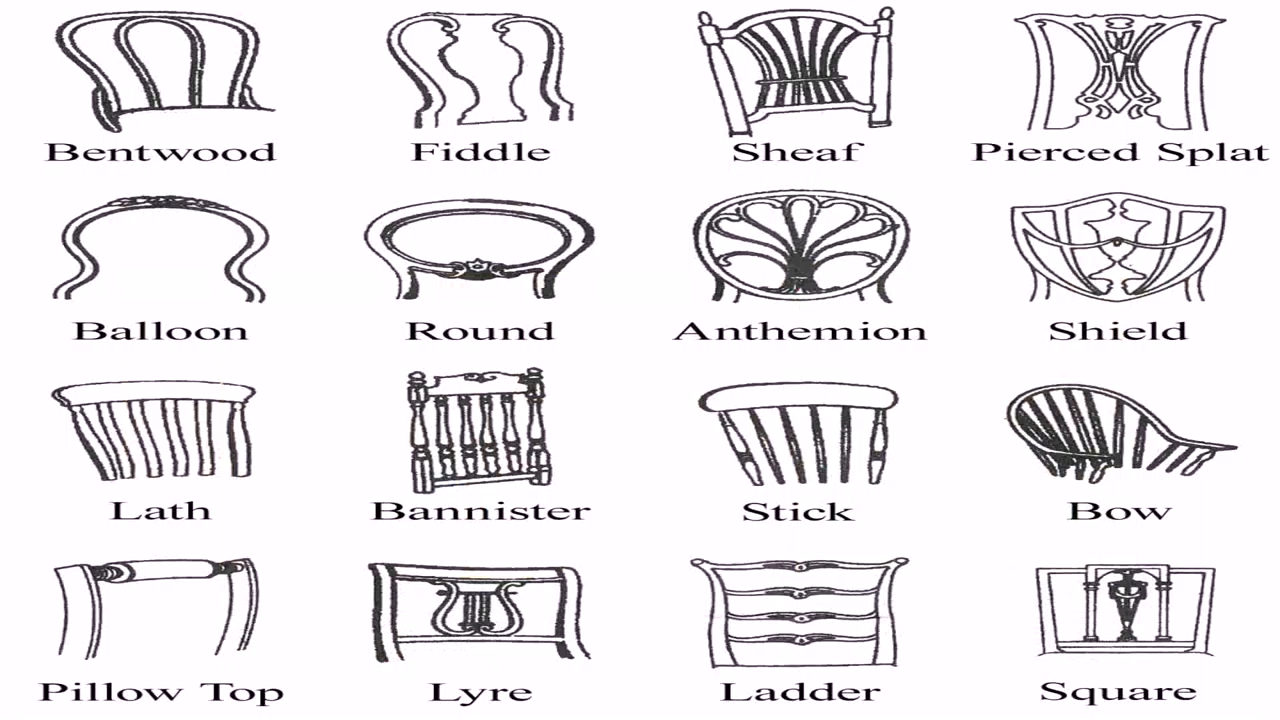 Bentwood Fiddle Sheaf Pierced Splat
Balloon Round Anthemion Shield
Lath Bannister Stick Bow
Pillow Top Lyre Ladder Square